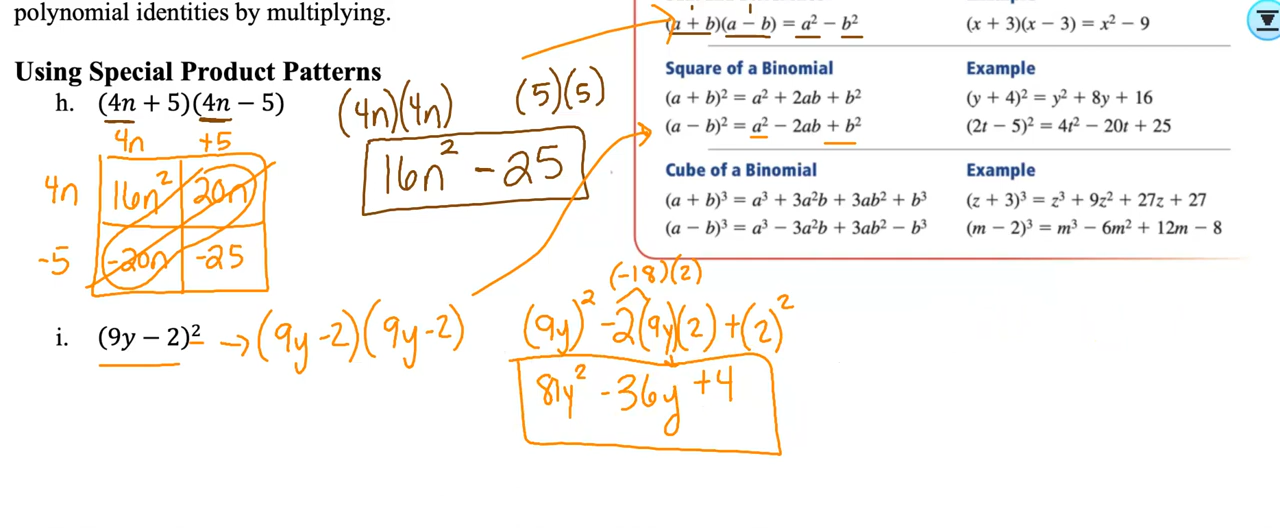 polynomial identities by multiplying.
Using Special Product Patterns
h. (4n + 5)(4n − 5)
(4n)(4n) (5)(5)
16n² − 25
4n +5
4n 16n² 20n
-5 -20n -25
i. (9y − 2)² → (9y − 2)(9y − 2)
(-18)(2)
(9y)² − 2(9y)(2) + (2)²
81y² − 36y + 4
(a + b)(a − b) = a² − b² (x + 3)(x − 3) = x² − 9
Square of a Binomial Example
(a + b)² = a² + 2ab + b² (y + 4)² = y² + 8y + 16
(a − b)² = a² − 2ab + b² (2t − 5)² = 4t² − 20t + 25
Cube of a Binomial Example
(a + b)³ = a³ + 3a²b + 3ab² + b³ (z + 3)³ = z³ + 9z² + 27z + 27
(a − b)³ = a³ − 3a²b + 3ab² − b³ (m − 2)³ = m³ − 6m² + 12m − 8